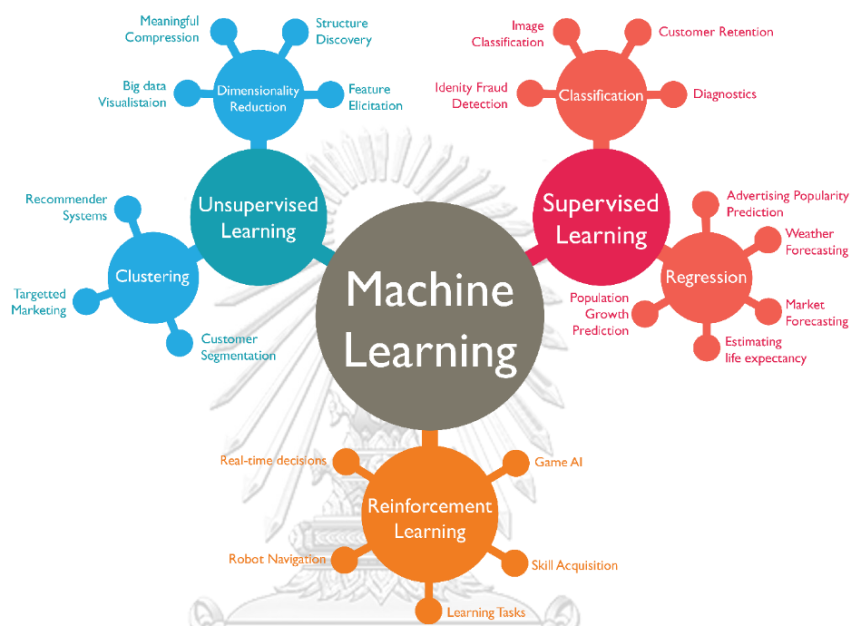 Meaningful
Compression
Structure
Discovery
Big data
Visualistaion
Dimensionality
Reduction
Feature
Elicitation
Image
Classification
Customer Retention
Idenity Fraud
Detection
Classification
Diagnostics
Recommender
Systems
Unsupervised
Learning
Clustering
Targetted
Marketing
Customer
Segmentation
Machine
Learning
Supervised
Learning
Advertising Popularity
Prediction
Weather
Forecasting
Regression
Population
Growth
Prediction
Market
Forecasting
Estimating
life expectancy
Real-time decisions
Game AI
Reinforcement
Learning
Robot Navigation
Skill Acquisition
Learning Tasks